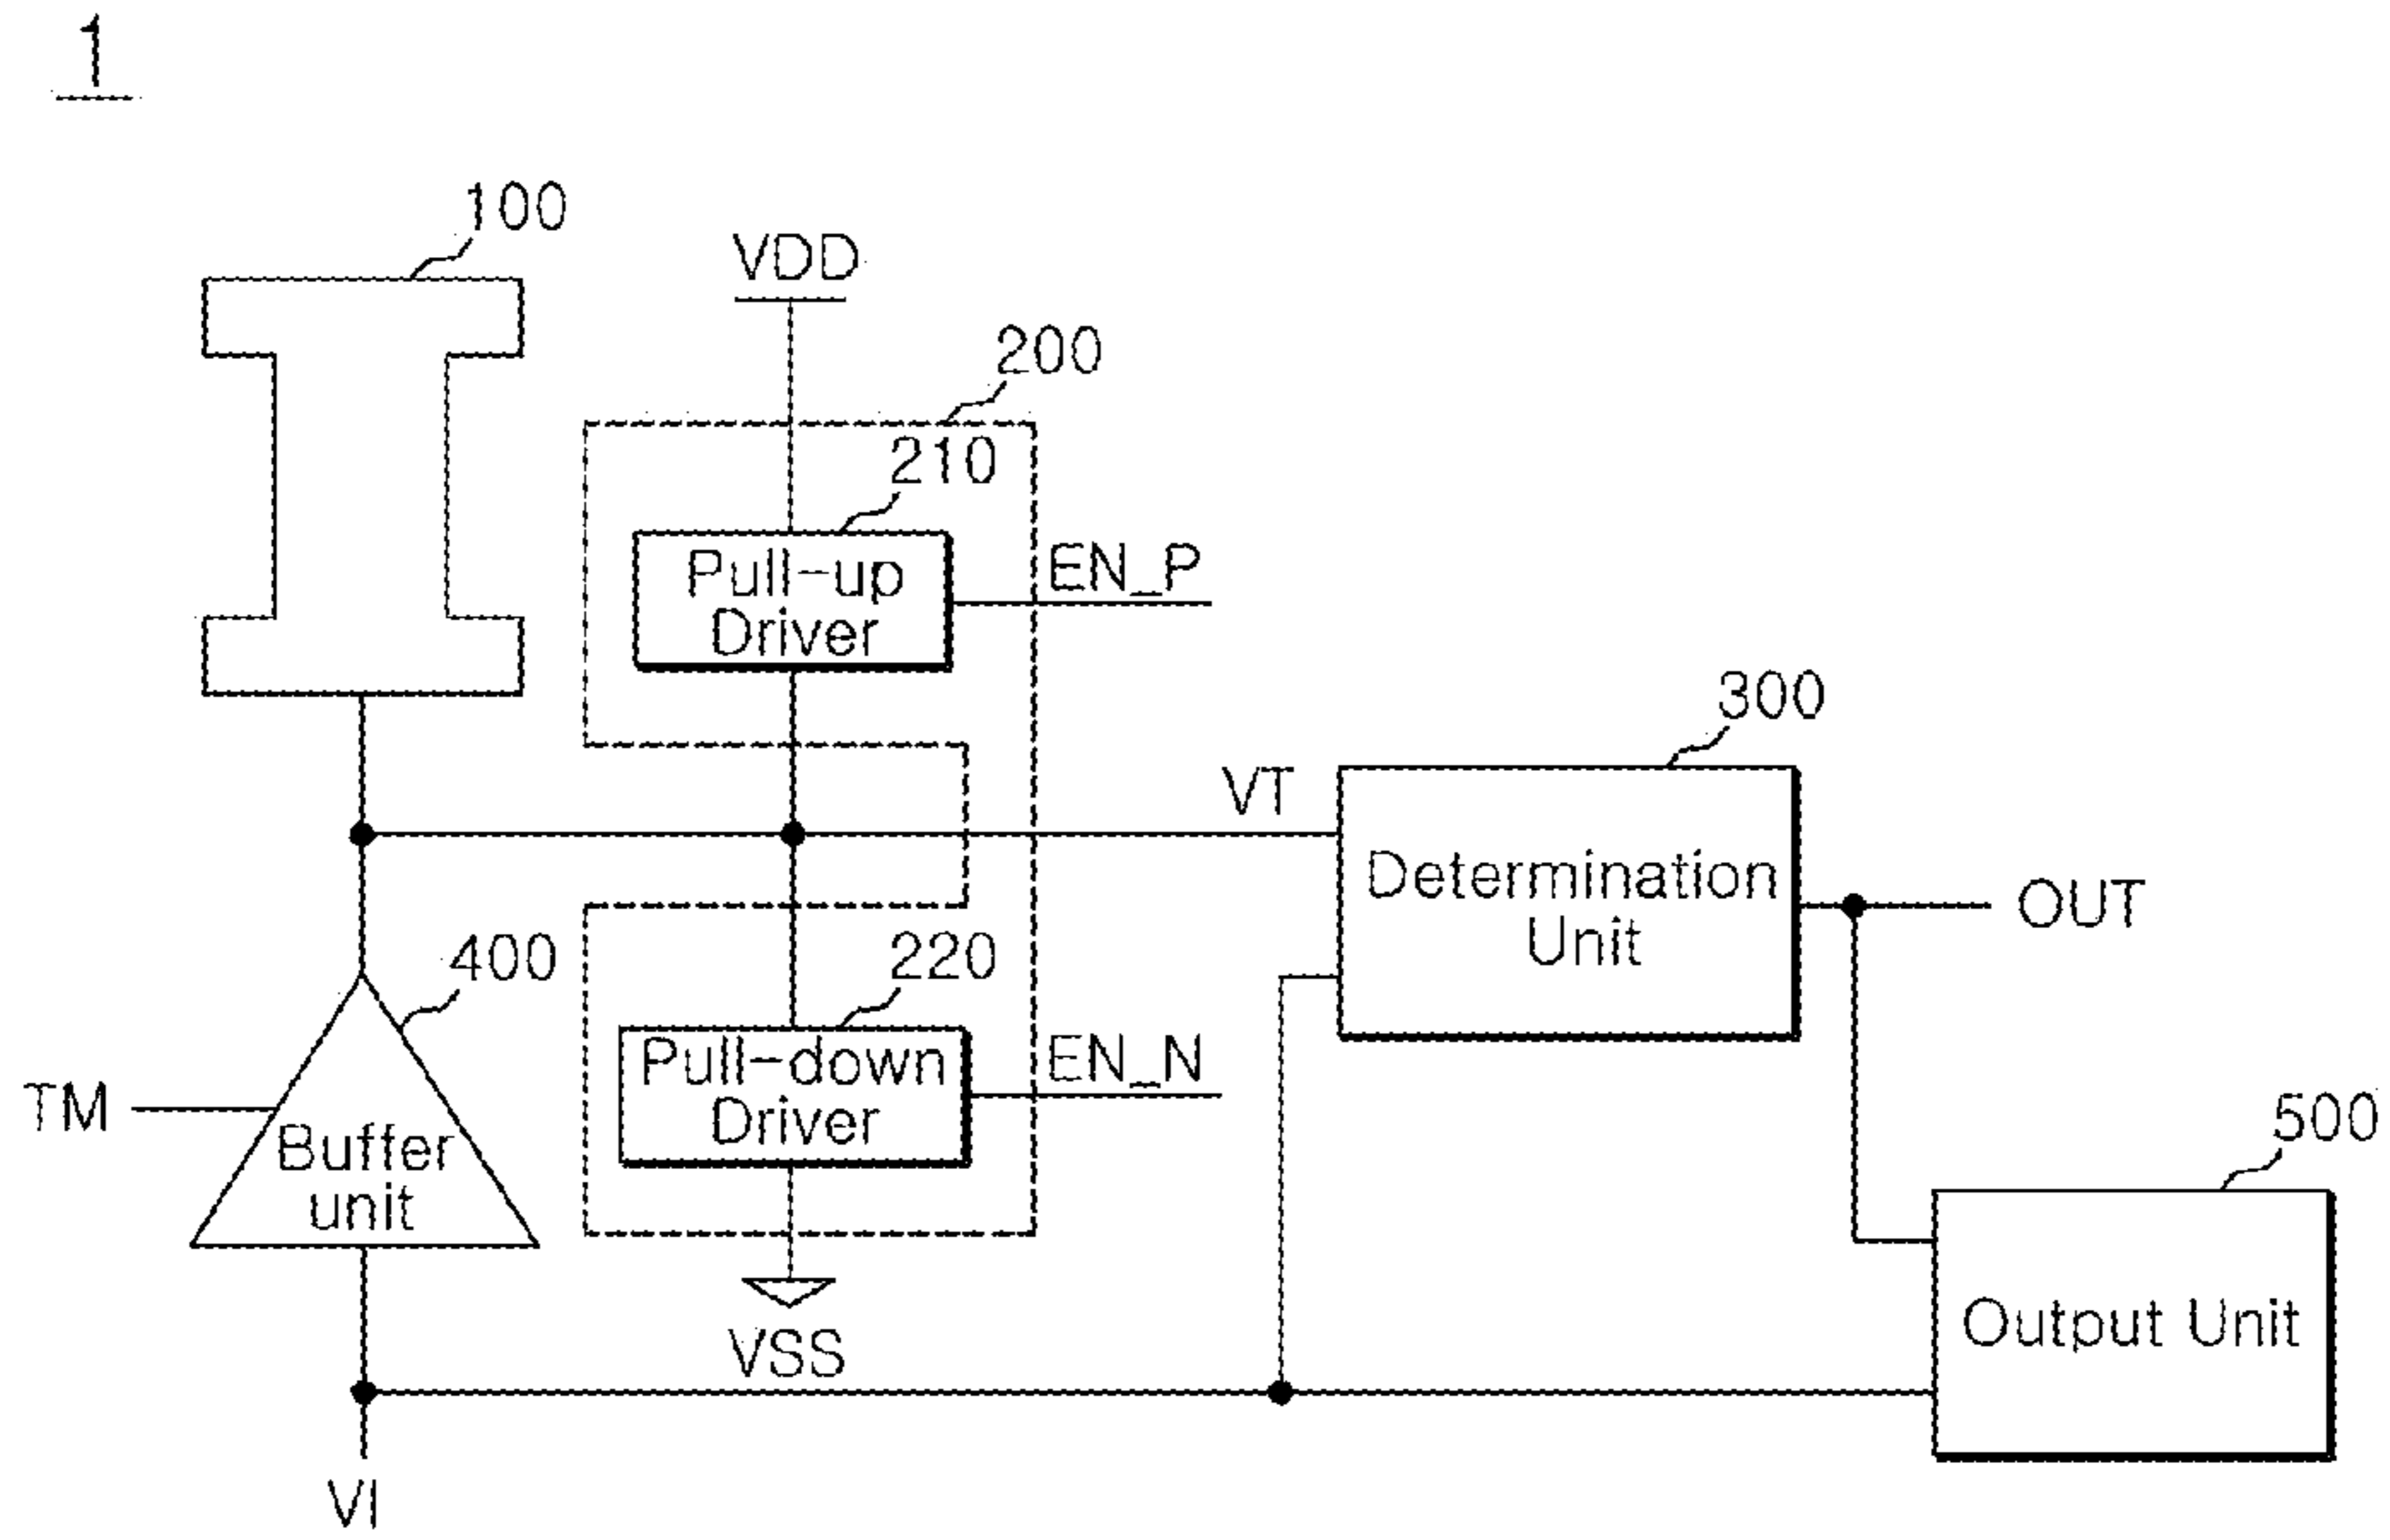 1
100
VDD
200
210
Pull-up
Driver
EN_P
300
VT
Determination
Unit
OUT
400
220
Pull-down
Driver
EN_N
TM
Buffer
unit
500
Output Unit
VSS
VI